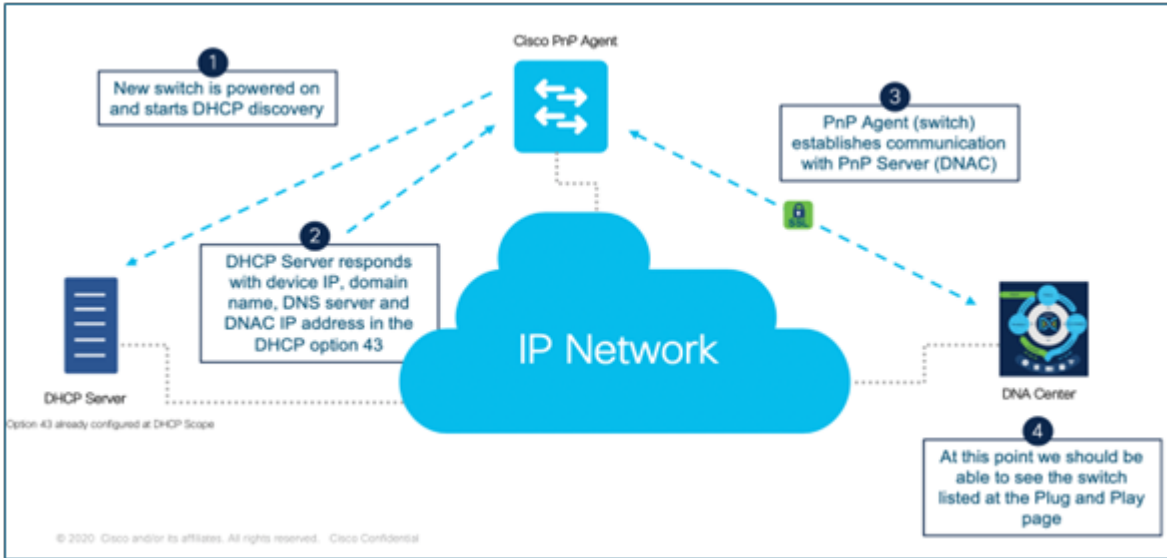 Cisco PnP Agent
1
New switch is powered on
and starts DHCP discovery
3
PnP Agent (switch)
establishes communication
with PnP Server (DNAC)
SSL
2
DHCP Server responds
with device IP, domain
name, DNS server and
DNAC IP address in the
DHCP option 43
IP Network
DHCP Server
Option 43 already configured at DHCP Scope
DNA Center
4
At this point we should be
able to see the switch
listed at the Plug and Play
page
© 2020 Cisco and/or its affiliates. All rights reserved. Cisco Confidential